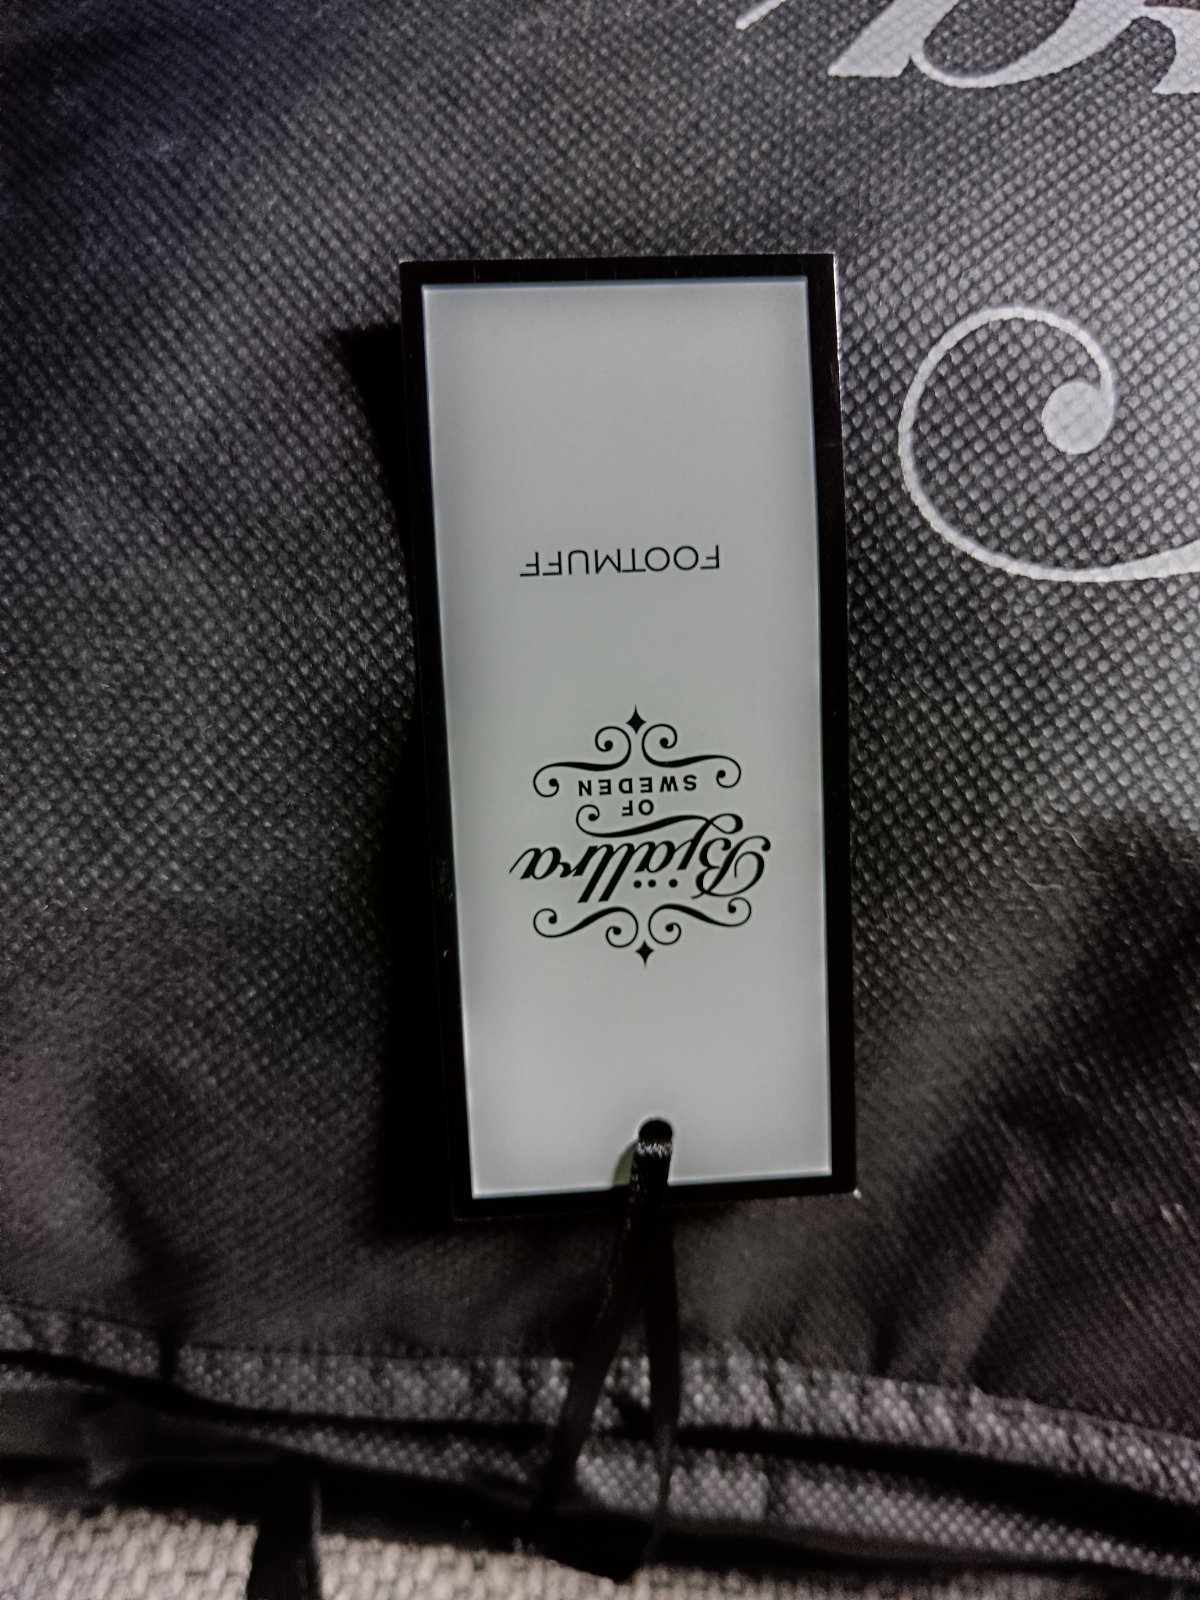 Bjällra
OF
SWEDEN
FOOTMUFF